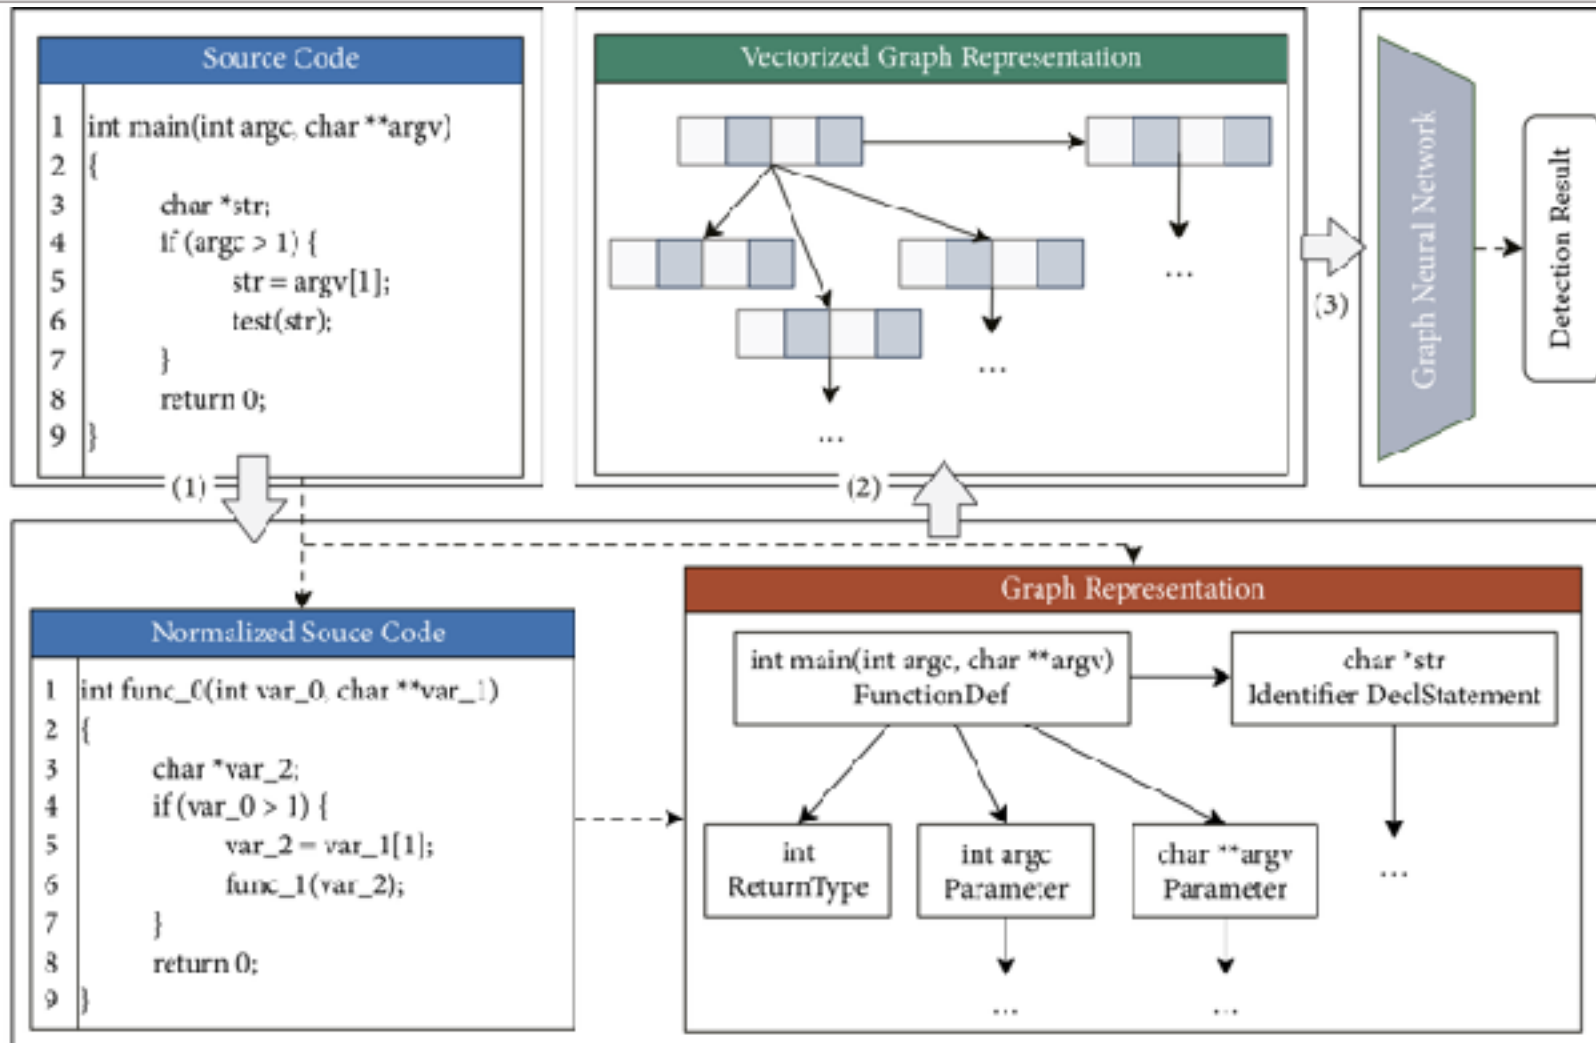 Source Code
1 int main(int argc, char **argv)
2 {
3 char *str;
4 if (argc > 1) {
5 str = argv[1];
6 test(str);
7 }
8 return 0;
9 }
(1)
Vectorized Graph Representation
...
...
...
(2)
(3)
Graph Neural Network
Detection Result
Normalized Souce Code
1 int func_0(int var_0, char **var_1)
2 {
3 char *var_2;
4 if (var_0 > 1) {
5 var_2 = var_1[1];
6 func_1(var_2);
7 }
8 return 0;
9 }
Graph Representation
int main(int argc, char **argv)
FunctionDef
char *str
Identifier DeclStatement
int
ReturnType
int argc
Parameter
char **argv
Parameter
...
...
...